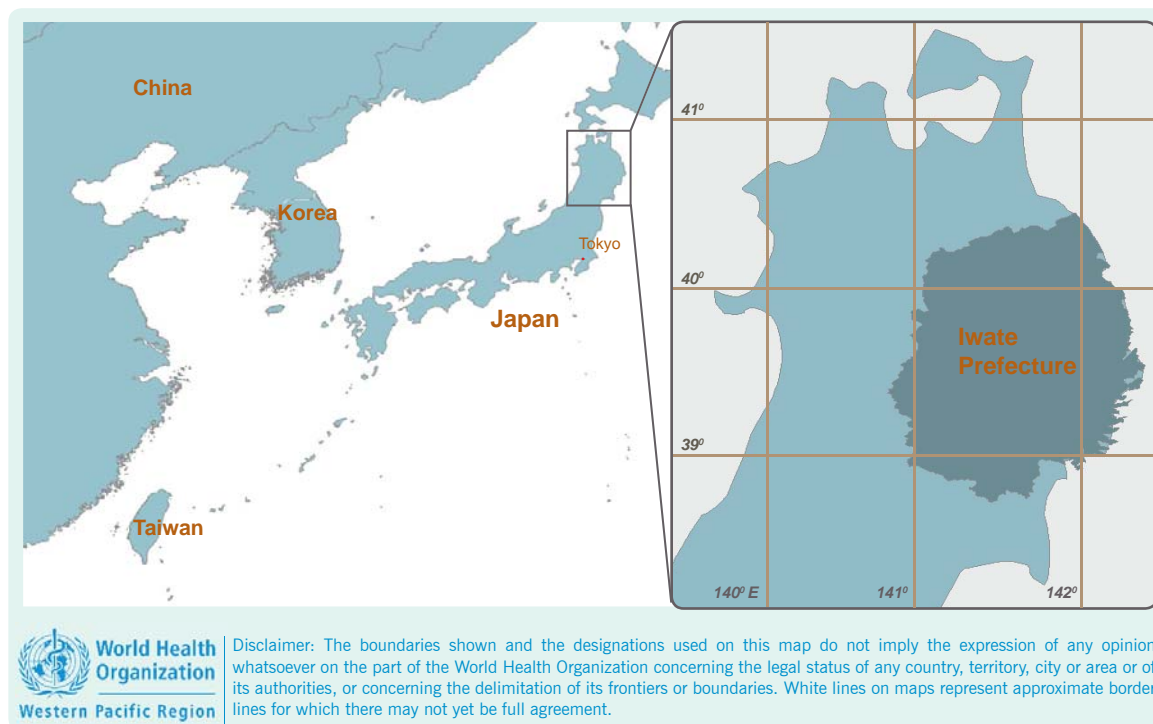 China
Korea
Tokyo
Japan
Taiwan
41⁰
40⁰
Iwate
Prefecture
39⁰
140⁰ E
141⁰
142⁰
World Health
Organization
Western Pacific Region
Disclaimer: The boundaries shown and the designations used on this map do not imply the expression of any opinion
whatsoever on the part of the World Health Organization concerning the legal status of any country, territory, city or area or of
its authorities, or concerning the delimitation of its frontiers or boundaries. White lines on maps represent approximate border
lines for which there may not yet be full agreement.